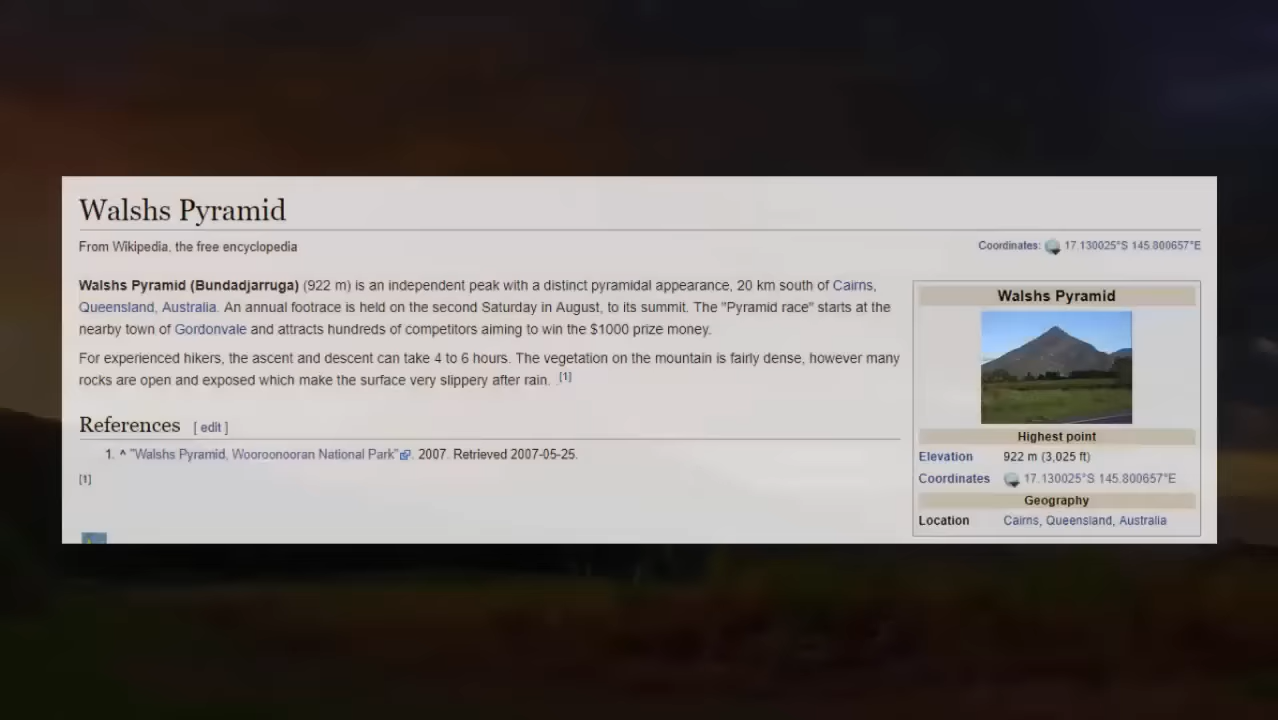 Walshs Pyramid
From Wikipedia, the free encyclopedia
Coordinates: 17.130025°S 145.800657°E
Walshs Pyramid (Bundadjarruga) (922 m) is an independent peak with a distinct pyramidal appearance, 20 km south of Cairns,
Queensland, Australia. An annual footrace is held on the second Saturday in August, to its summit. The "Pyramid race" starts at the
nearby town of Gordonvale and attracts hundreds of competitors aiming to win the $1000 prize money.
For experienced hikers, the ascent and descent can take 4 to 6 hours. The vegetation on the mountain is fairly dense, however many
rocks are open and exposed which make the surface very slippery after rain. [1]
References [ edit ]
1. ^ "Walshs Pyramid, Wooroonooran National Park". 2007. Retrieved 2007-05-25.
[1]
Walshs Pyramid
Highest point
Elevation 922 m (3,025 ft)
Coordinates 17.130025°S 145.800657°E
Geography
Location Cairns, Queensland, Australia